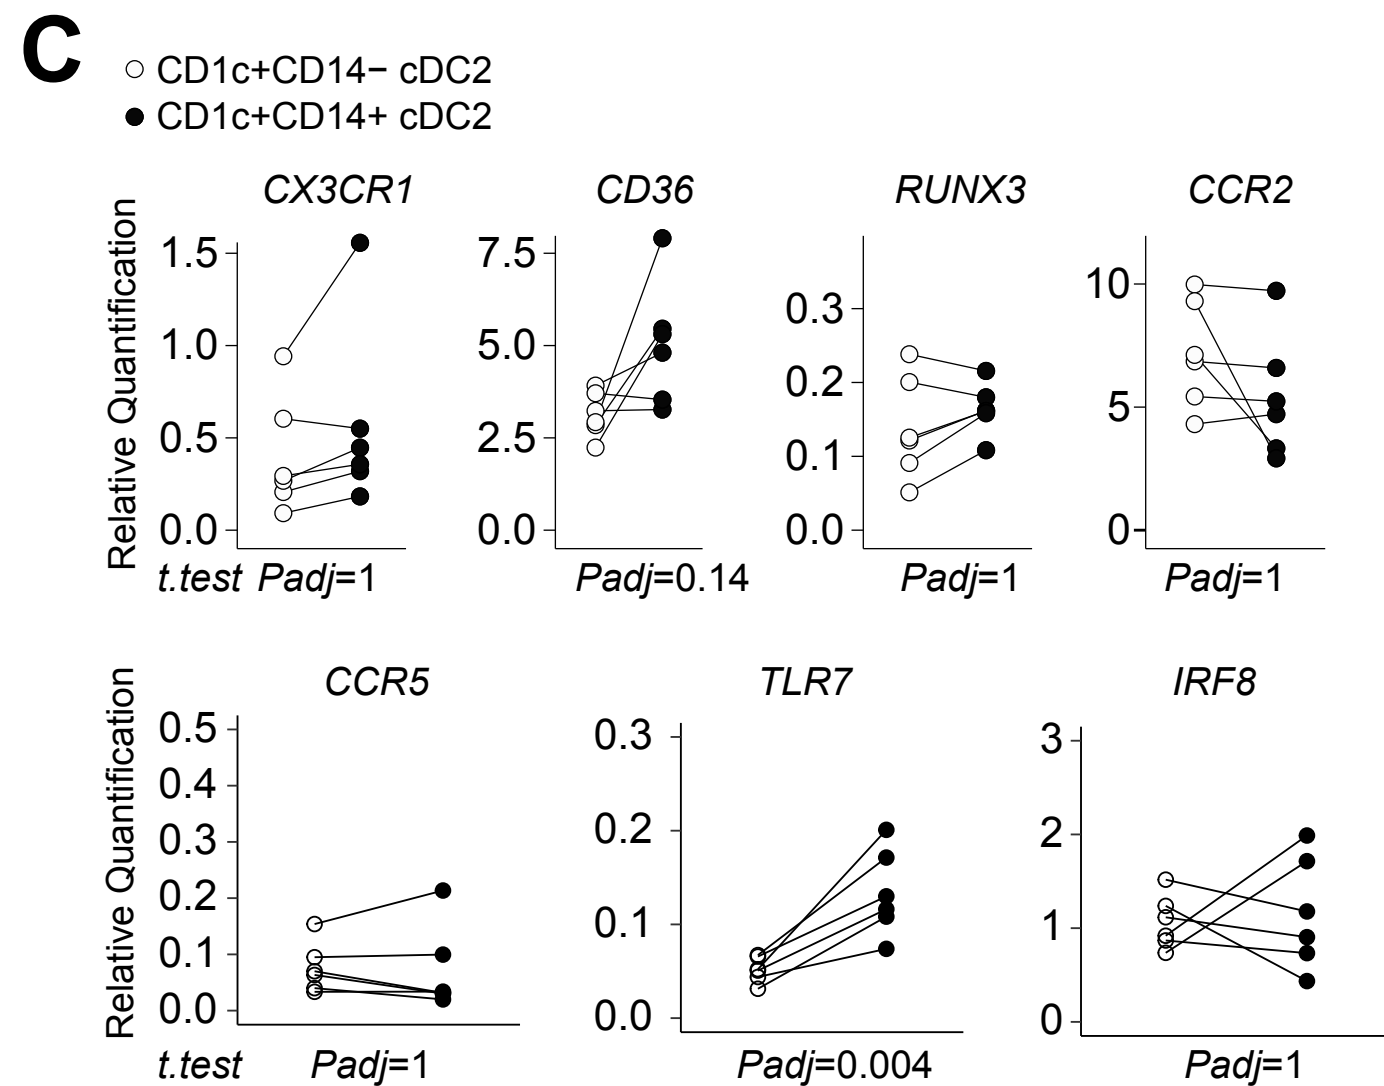 C
CD1c+CD14− cDC2
CD1c+CD14+ cDC2
CX3CR1
CD36
RUNX3
CCR2
Relative Quantification
1.5
1.0
0.5
0.0
7.5
5.0
2.5
0.0
0.3
0.2
0.1
0.0
10
5
0
t.test Padj=1
Padj=0.14
Padj=1
Padj=1
CCR5
TLR7
IRF8
Relative Quantification
0.5
0.4
0.3
0.2
0.1
0.0
0.3
0.2
0.1
0.0
3
2
1
0
t.test Padj=1
Padj=0.004
Padj=1